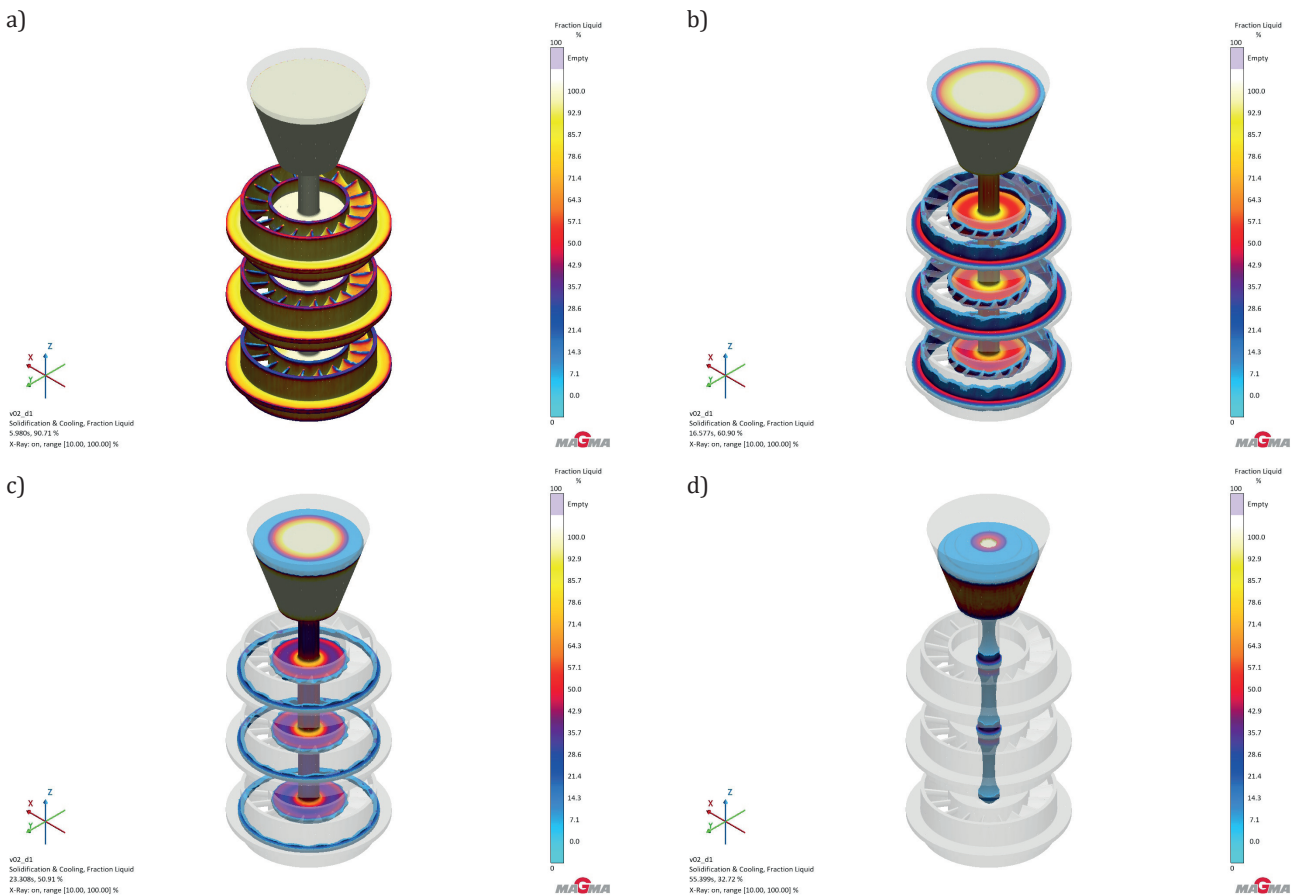 a)
Fraction Liquid
%
100
Empty
100.0
92.9
85.7
78.6
71.4
64.3
57.1
50.0
42.9
35.7
28.6
21.4
14.3
7.1
0.0
0
X
Z
Y
v02_d1
Solidification & Cooling, Fraction Liquid
5.980s, 90.71 %
X-Ray: on, range [10.00, 100.00] %
MAGMA
b)
Fraction Liquid
%
100
Empty
100.0
92.9
85.7
78.6
71.4
64.3
57.1
50.0
42.9
35.7
28.6
21.4
14.3
7.1
0.0
0
X
Z
Y
v02_d1
Solidification & Cooling, Fraction Liquid
16.577s, 60.90 %
X-Ray: on, range [10.00, 100.00] %
MAGMA
c)
Fraction Liquid
%
100
Empty
100.0
92.9
85.7
78.6
71.4
64.3
57.1
50.0
42.9
35.7
28.6
21.4
14.3
7.1
0.0
0
X
Z
Y
v02_d1
Solidification & Cooling, Fraction Liquid
23.308s, 50.91 %
X-Ray: on, range [10.00, 100.00] %
MAGMA
d)
Fraction Liquid
%
100
Empty
100.0
92.9
85.7
78.6
71.4
64.3
57.1
50.0
42.9
35.7
28.6
21.4
14.3
7.1
0.0
0
X
Z
Y
v02_d1
Solidification & Cooling, Fraction Liquid
55.399s, 32.72 %
X-Ray: on, range [10.00, 100.00] %
MAGMA